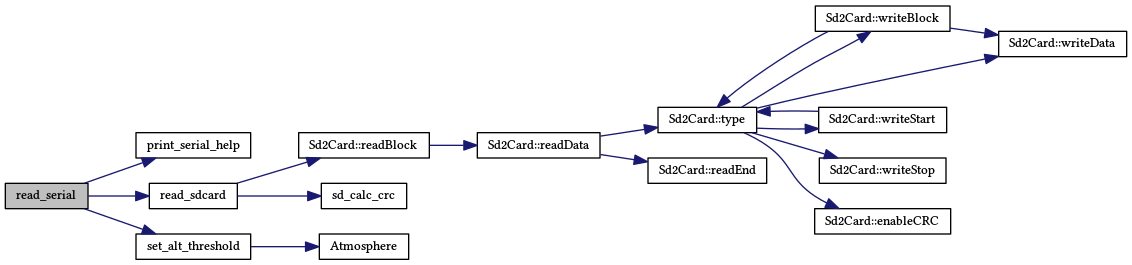 read_serial
print_serial_help
read_sdcard
set_alt_threshold
Sd2Card::readBlock
sd_calc_crc
Atmosphere
Sd2Card::readData
Sd2Card::type
Sd2Card::readEnd
Sd2Card::writeBlock
Sd2Card::writeStart
Sd2Card::writeStop
Sd2Card::enableCRC
Sd2Card::writeData